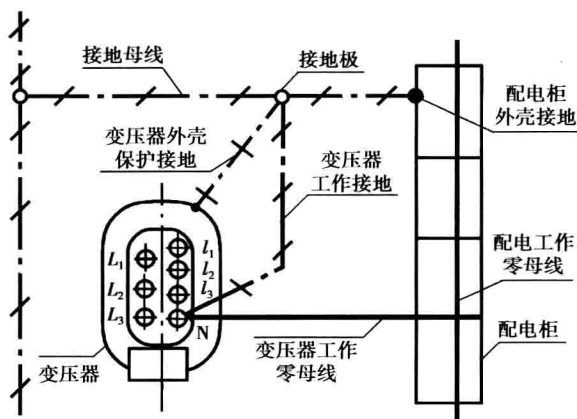 接地母线
接地极
配电柜
外壳接地
变压器外壳
保护接地
变压器
工作接地
L₁
L₂
L₃
l₁
l₂
l₃
N
配电工作
零母线
变压器
变压器工作
零母线
配电柜